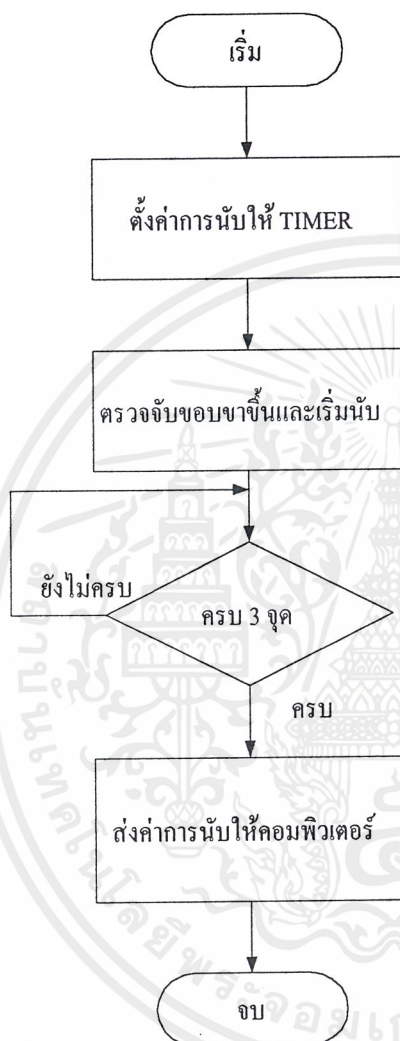 เริ่ม
ตั้งค่าการนับให้ TIMER
ตรวจจับขอบขาขึ้นและเริ่มนับ
ยังไม่ครบ
ครบ 3 จุด
ครบ
ส่งค่าการนับให้คอมพิวเตอร์
จบ